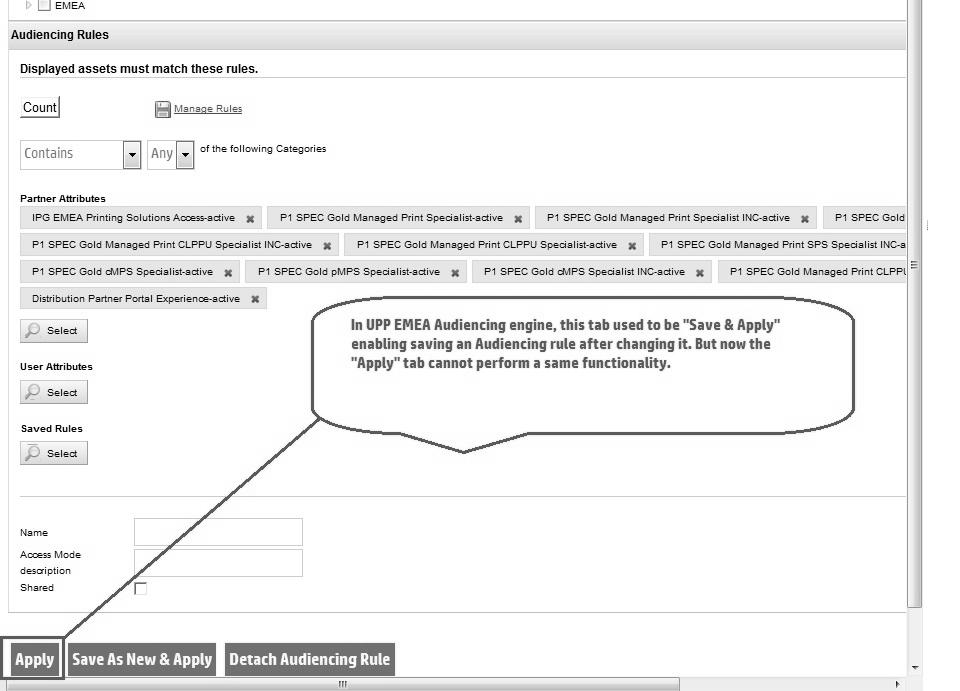 EMEA
Audiencing Rules
Displayed assets must match these rules.
Count
Manage Rules
Contains Any of the following Categories
Partner Attributes
IPG EMEA Printing Solutions Access-active P1 SPEC Gold Managed Print Specialist-active P1 SPEC Gold Managed Print Specialist INC-active P1 SPEC Gold
P1 SPEC Gold Managed Print CLPPU Specialist INC-active P1 SPEC Gold Managed Print CLPPU Specialist-active P1 SPEC Gold Managed Print SPS Specialist INC-a
P1 SPEC Gold cMPS Specialist-active P1 SPEC Gold pMPS Specialist-active P1 SPEC Gold cMPS Specialist INC-active P1 SPEC Gold Managed Print CLPPU
Distribution Partner Portal Experience-active
Select
In UPP EMEA Audiencing engine, this tab used to be "Save & Apply"
enabling saving an Audiencing rule after changing it. But now the
"Apply" tab cannot perform a same functionality.
User Attributes
Select
Saved Rules
Select
Name
Access Mode
description
Shared
Apply Save As New & Apply Detach Audiencing Rule